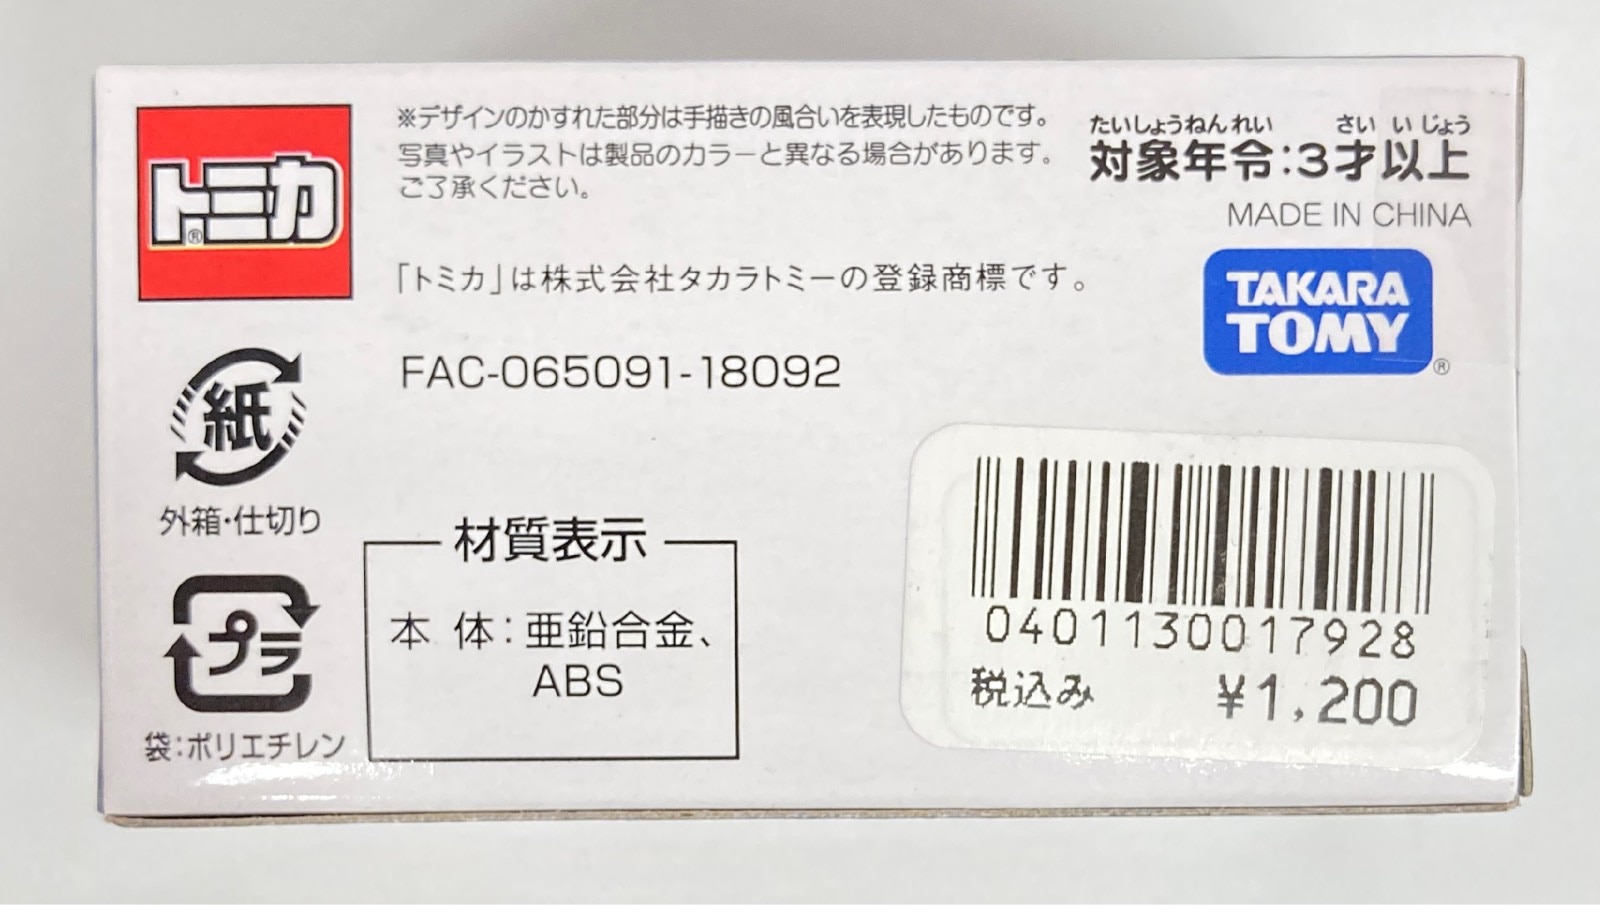 トミカ®
※デザインのかすれた部分は手描きの風合いを表現したものです。
写真やイラストは製品のカラーと異なる場合があります。
ご了承ください。
「トミカ」は株式会社タカラトミーの登録商標です。
FAC-065091-18092
たいしょうねんれい さい い じょう
対象年令:3才以上
MADE IN CHINA
TAKARA
TOMY®
紙
外箱・仕切り
プラ
袋:ポリエチレン
材質表示
本 体:亜鉛合金、
ABS
0401130017928
税込み ¥1,200